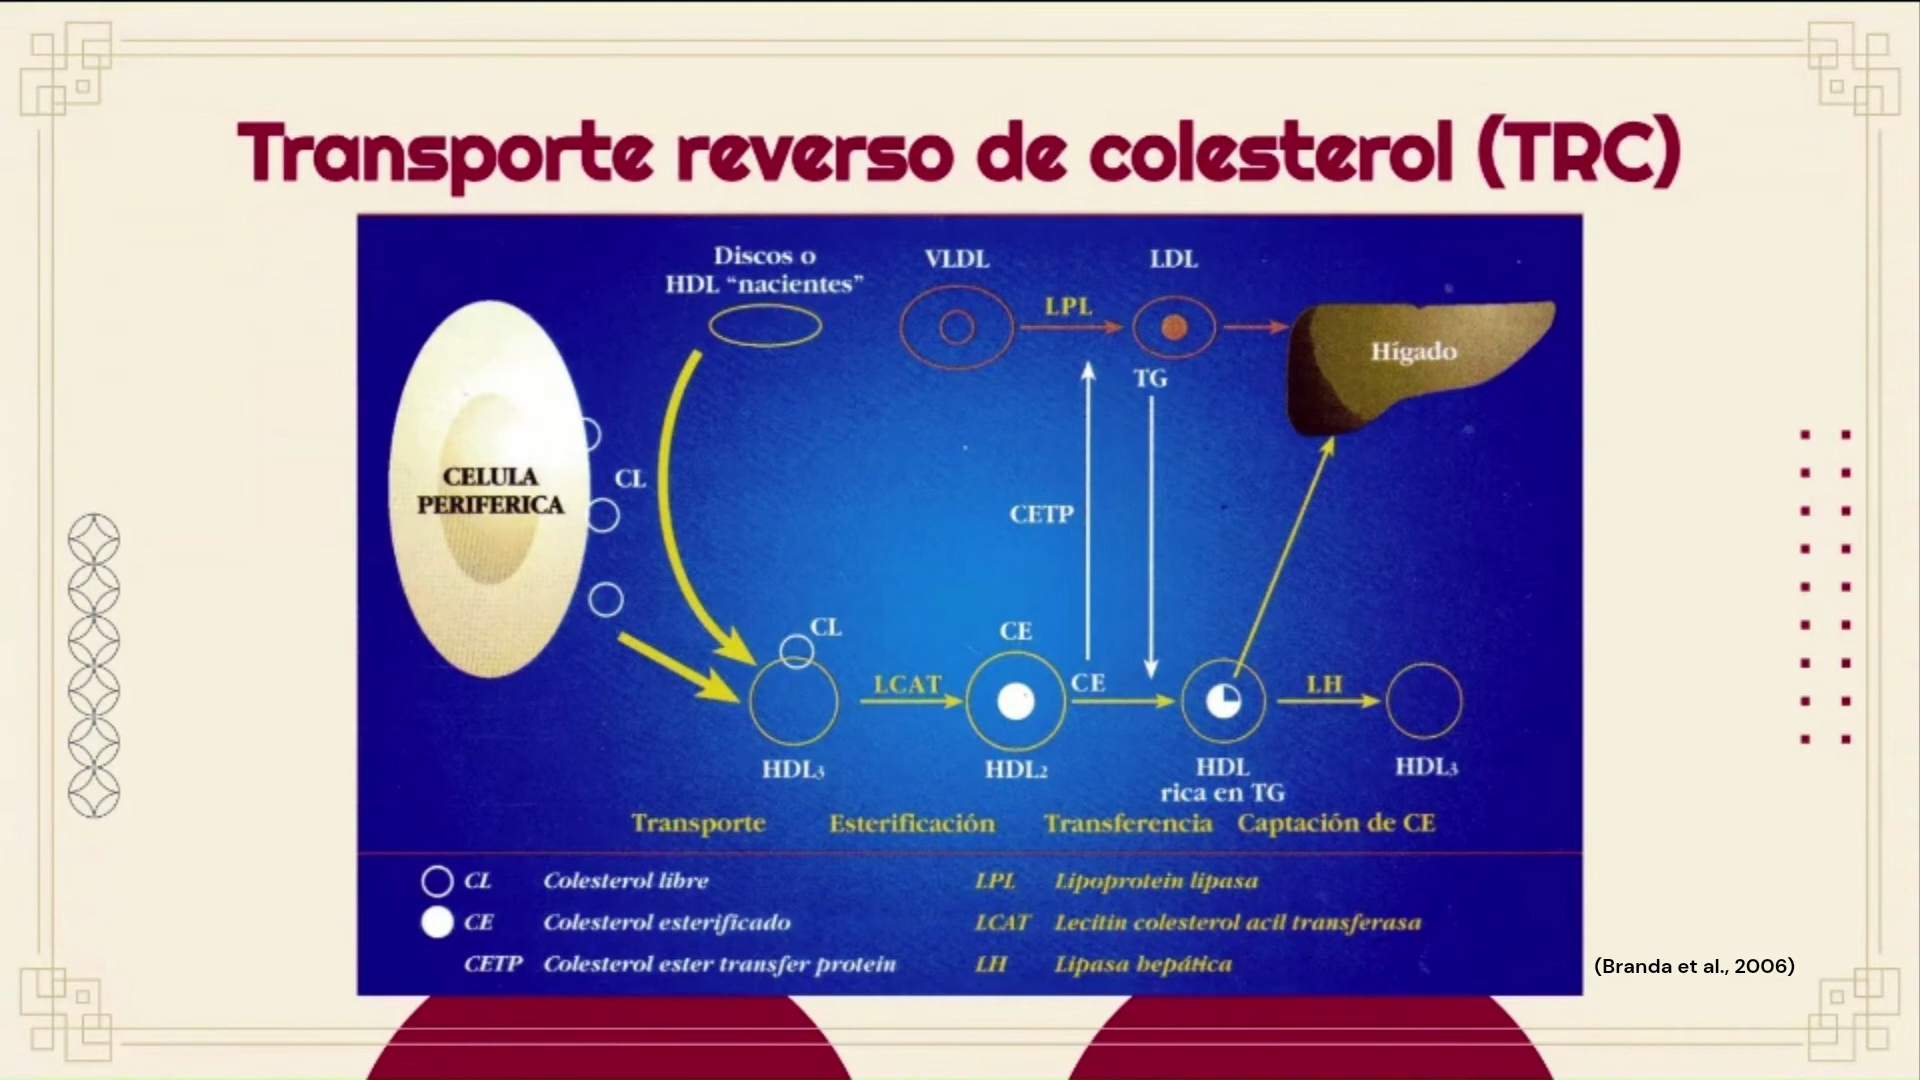 Transporte reverso de colesterol (TRC)
Discos o
HDL “nacientes”
VLDL
LPL
LDL
Hígado
TG
CELULA
PERIFERICA
CL
CETP
CL
LCAT
CE
CE
LH
HDL3
HDL2
HDL
rica en TG
HDL3
Transporte
Esterificación
Transferencia
Captación de CE
CL Colesterol libre
CE Colesterol esterificado
CETP Colesterol ester transfer protein
LPL Lipoprotein lipasa
LCAT Lecitin colesterol acil transferasa
LH Lipasa hepática
(Branda et al., 2006)